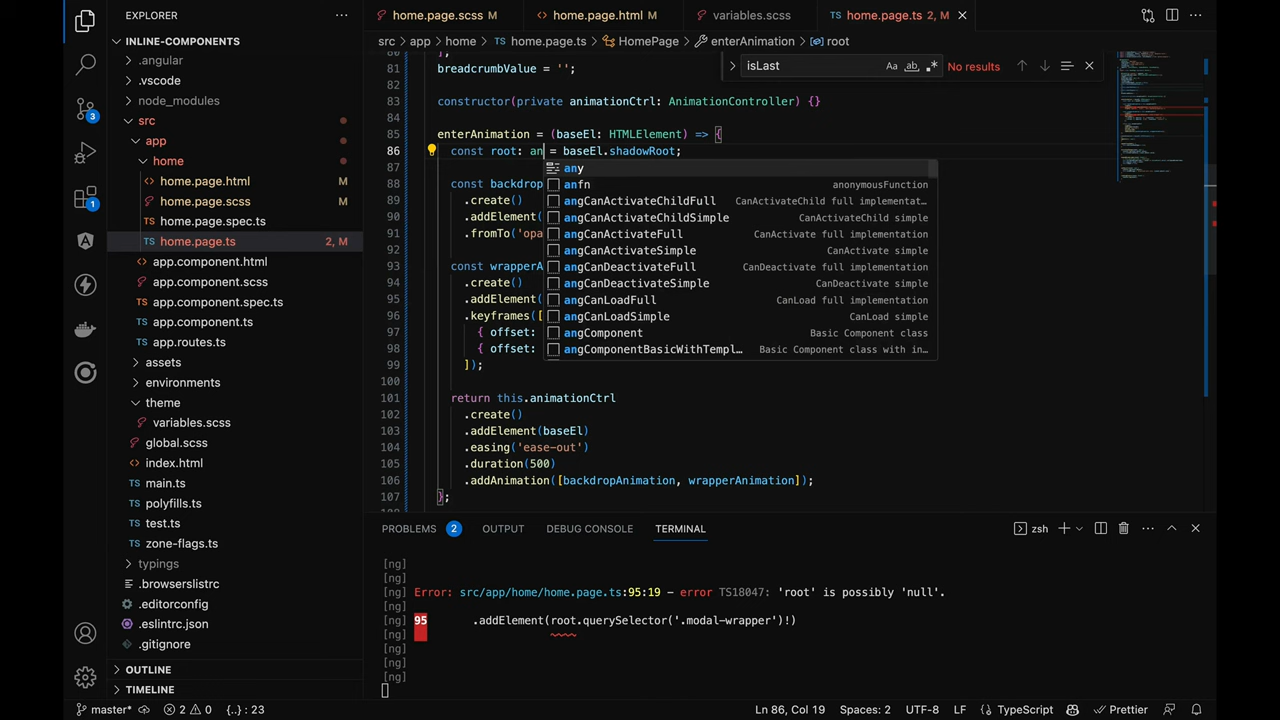 EXPLORER
INLINE-COMPONENTS
.angular
.vscode
node_modules
src
app
home
home.page.html M
home.page.scss M
home.page.spec.ts
home.page.ts 2, M
app.component.html
app.component.scss
app.component.spec.ts
app.component.ts
app.routes.ts
assets
environments
theme
variables.scss
global.scss
index.html
main.ts
polyfills.ts
test.ts
zone-flags.ts
typings
.browserslistrc
.editorconfig
.eslintrc.json
.gitignore
OUTLINE
TIMELINE
3
1
home.page.scss M
home.page.html M
variables.scss
home.page.ts 2, M
src > app > home > TS home.page.ts > HomePage > enterAnimation > root
isLast
Aa ab .* No results
81 breadcrumbValue = '';
82
83 constructor(private animationCtrl: AnimationController) {}
84
85 enterAnimation = (baseEl: HTMLElement) => {
86 const root: an = baseEl.shadowRoot;
87
88 const backdrop
89 .create()
90 .addElement(
91 .fromTo('opa
92
93 const wrapperA
94 .create()
95 .addElement(
96 .keyframes([
97 { offset:
98 { offset:
99 ]);
100
101 return this.animationCtrl
102 .create()
103 .addElement(baseEl)
104 .easing('ease-out')
105 .duration(500)
106 .addAnimation([backdropAnimation, wrapperAnimation]);
107 };
any
anfn anonymousFunction
angCanActivateChildFull CanActivateChild full implementat…
angCanActivateChildSimple CanActivateChild simple
angCanActivateFull CanActivate full implementation
angCanActivateSimple CanActivate simple
angCanDeactivateFull CanDeactivate full implementation
angCanDeactivateSimple CanDeactivate simple
angCanLoadFull CanLoad full implementation
angCanLoadSimple CanLoad simple
angComponent Basic Component class
angComponentBasicWithTempl… Basic Component class with in…
PROBLEMS 2 OUTPUT DEBUG CONSOLE TERMINAL
zsh
[ng]
[ng]
[ng] Error: src/app/home/home.page.ts:95:19 - error TS18047: 'root' is possibly 'null'.
[ng]
[ng] 95 .addElement(root.querySelector('.modal-wrapper')!)
[ng]
[ng]
[ng]
[ng]
master* 2 0 {..} : 23
Ln 86, Col 19 Spaces: 2 UTF-8 LF {} TypeScript Prettier